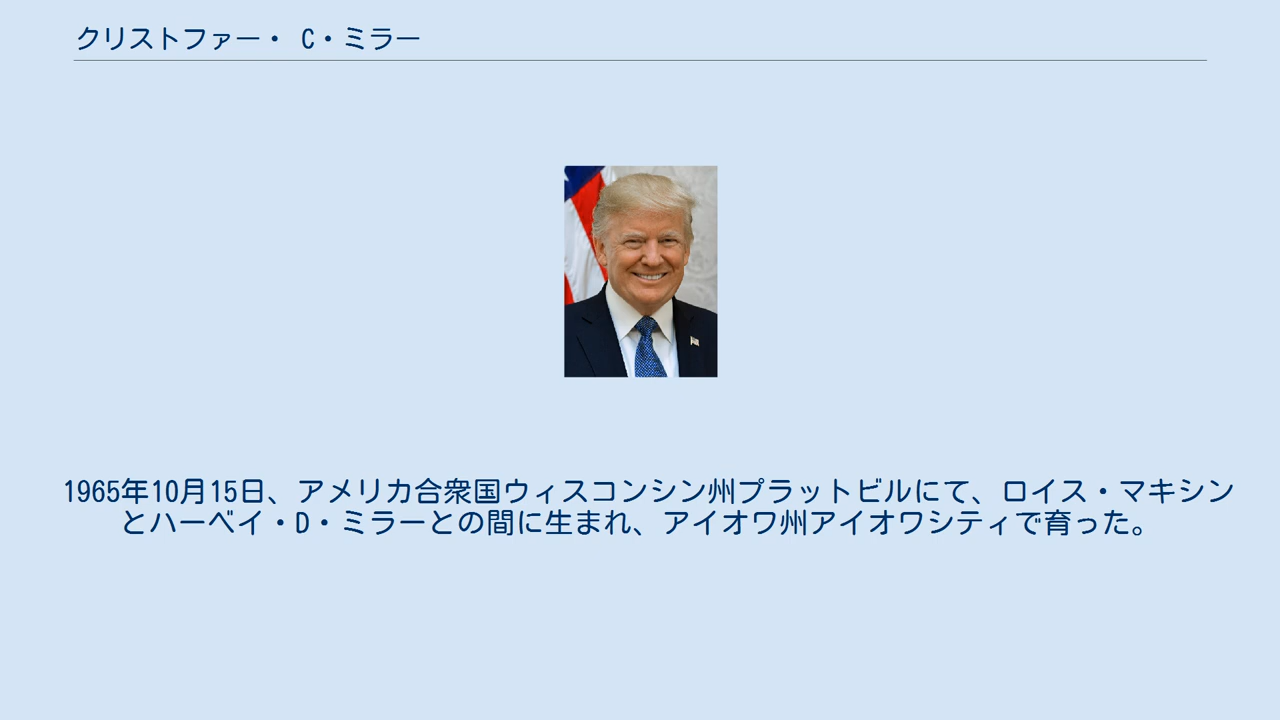 クリストファー・ C・ミラー
1965年10月15日、アメリカ合衆国ウィスコンシン州プラットビルにて、ロイス・マキシン
とハーベイ・D・ミラーとの間に生まれ、アイオワ州アイオワシティで育った。